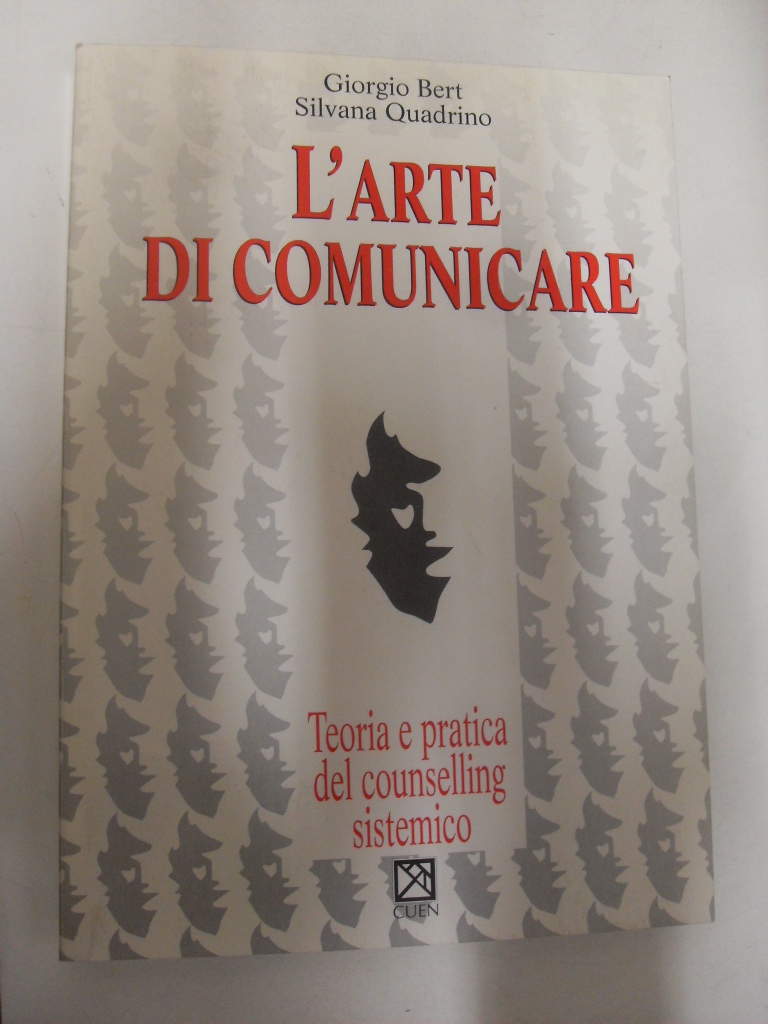 Giorgio Bert
Silvana Quadrino
L'ARTE
DI COMUNICARE
Teoria e pratica
del counselling
sistemico
CUEN